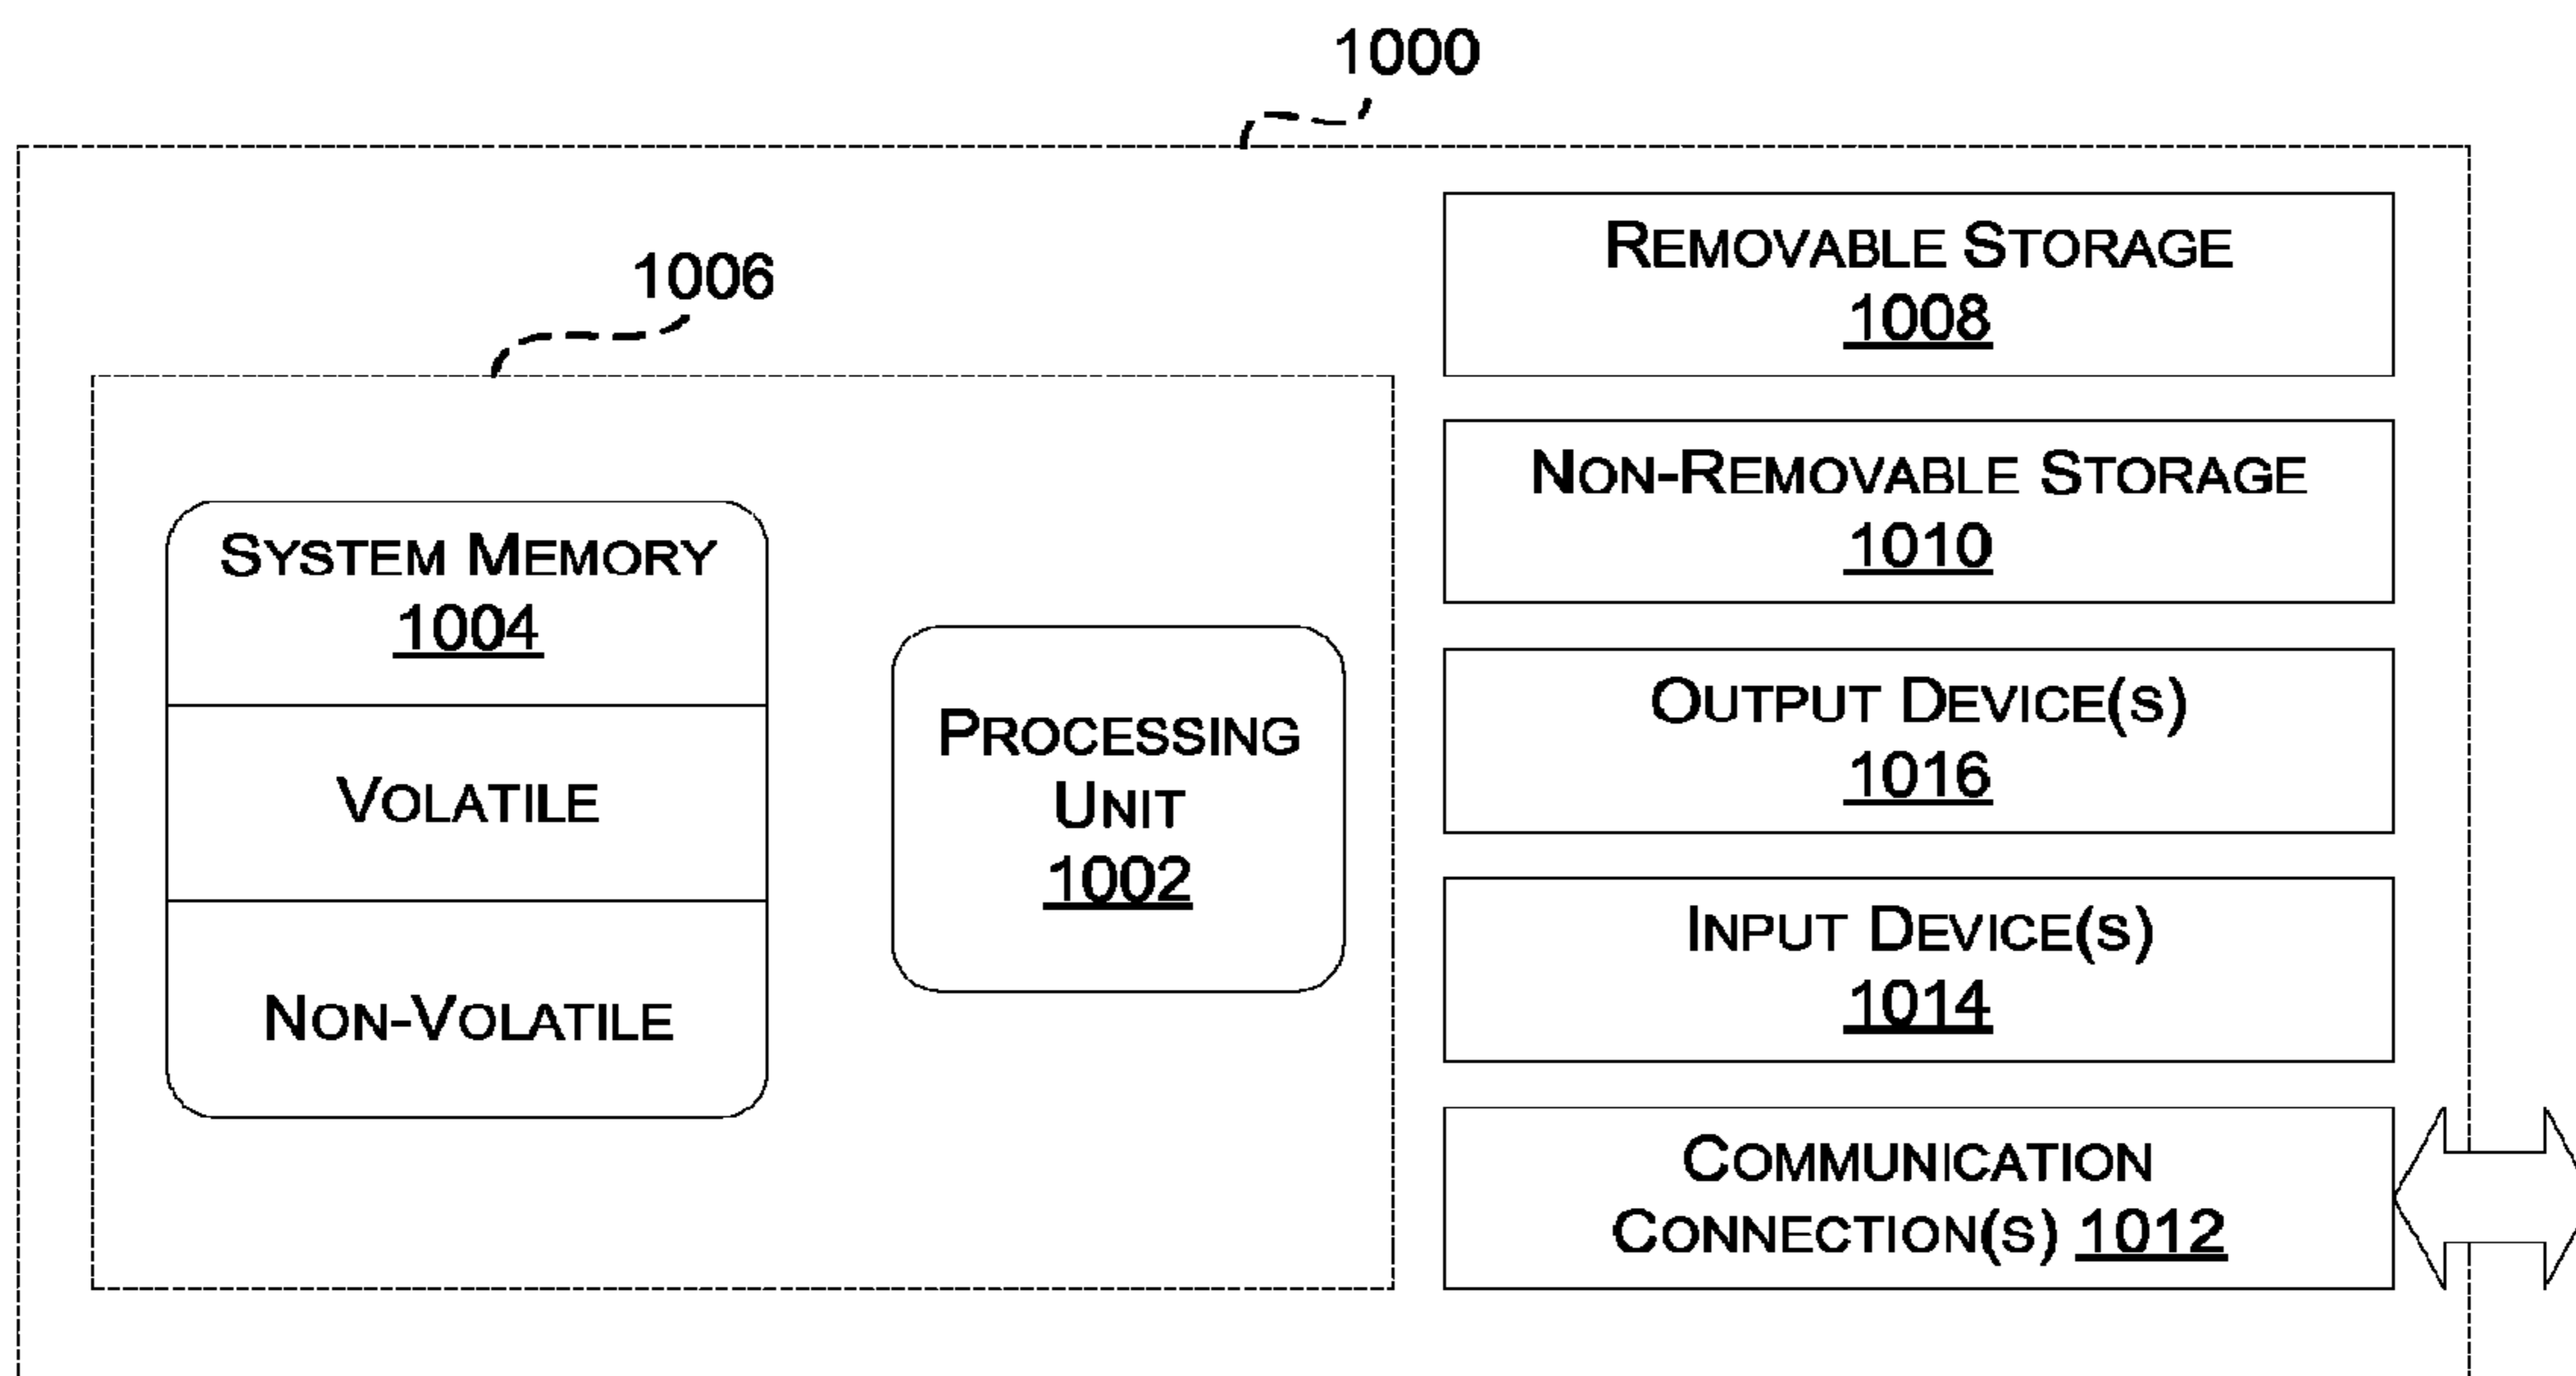 1000
1006
SYSTEM MEMORY
1004
VOLATILE
NON-VOLATILE
PROCESSING
UNIT
1002
REMOVABLE STORAGE
1008
NON-REMOVABLE STORAGE
1010
OUTPUT DEVICE(S)
1016
INPUT DEVICE(S)
1014
COMMUNICATION
CONNECTION(S) 1012